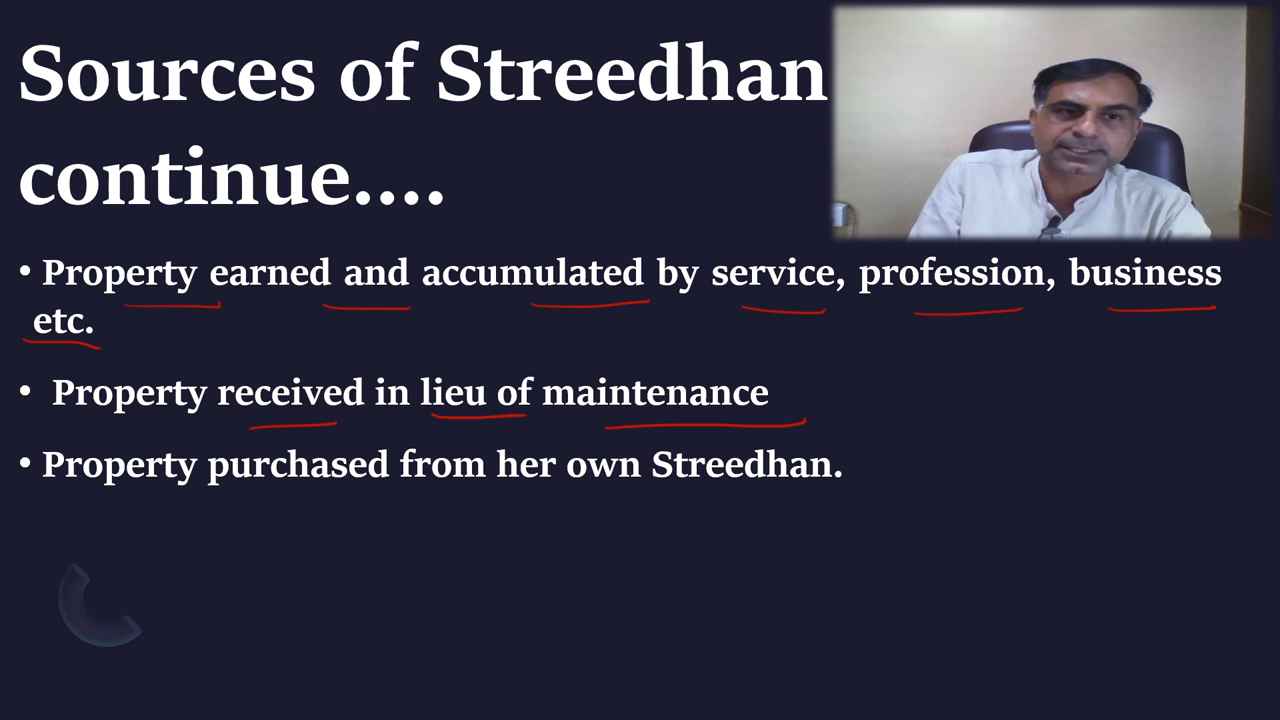 Sources of Streedhan
continue....
• Property earned and accumulated by service, profession, business
etc.
• Property received in lieu of maintenance
• Property purchased from her own Streedhan.